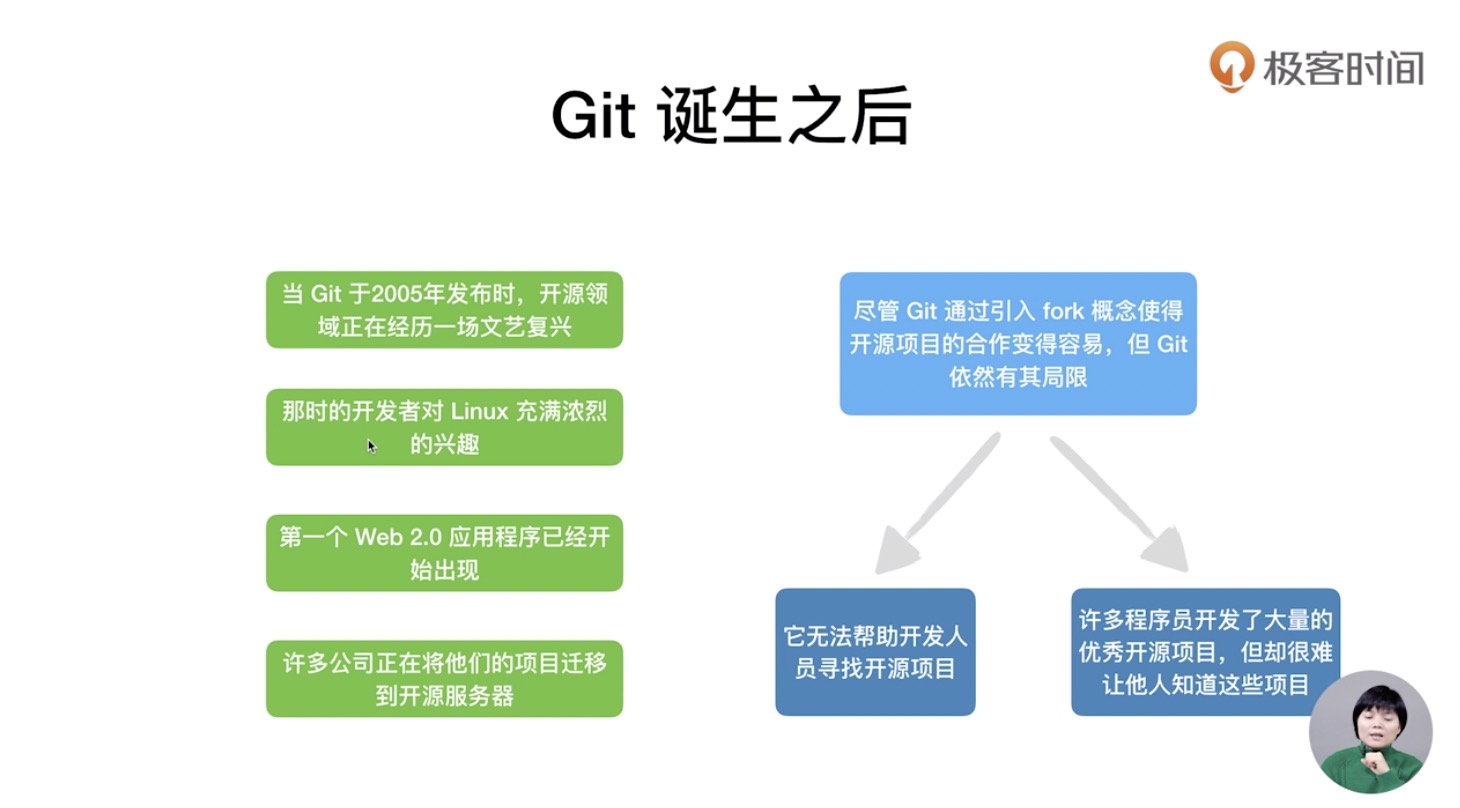 极客时间
Git 诞生之后
当 Git 于2005年发布时，开源领
域正在经历一场文艺复兴
那时的开发者对 Linux 充满浓烈
的兴趣
第一个 Web 2.0 应用程序已经开
始出现
许多公司正在将他们的项目迁移
到开源服务器
尽管 Git 通过引入 fork 概念使得
开源项目的合作变得容易，但 Git
依然有其局限
它无法帮助开发人
员寻找开源项目
许多程序员开发了大量的
优秀开源项目，但却很难
让他人知道这些项目